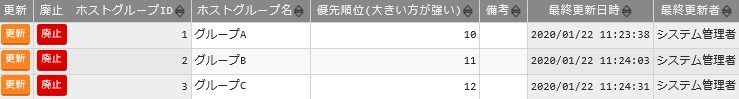 更新 廃止 ホストグループID ホストグループ名 優先順位(大きい方が強い) 備考 最終更新日時 最終更新者
更新 廃止 1 グループA 10 2020/01/22 11:23:38 システム管理者
更新 廃止 2 グループB 11 2020/01/22 11:24:03 システム管理者
更新 廃止 3 グループC 12 2020/01/22 11:24:31 システム管理者